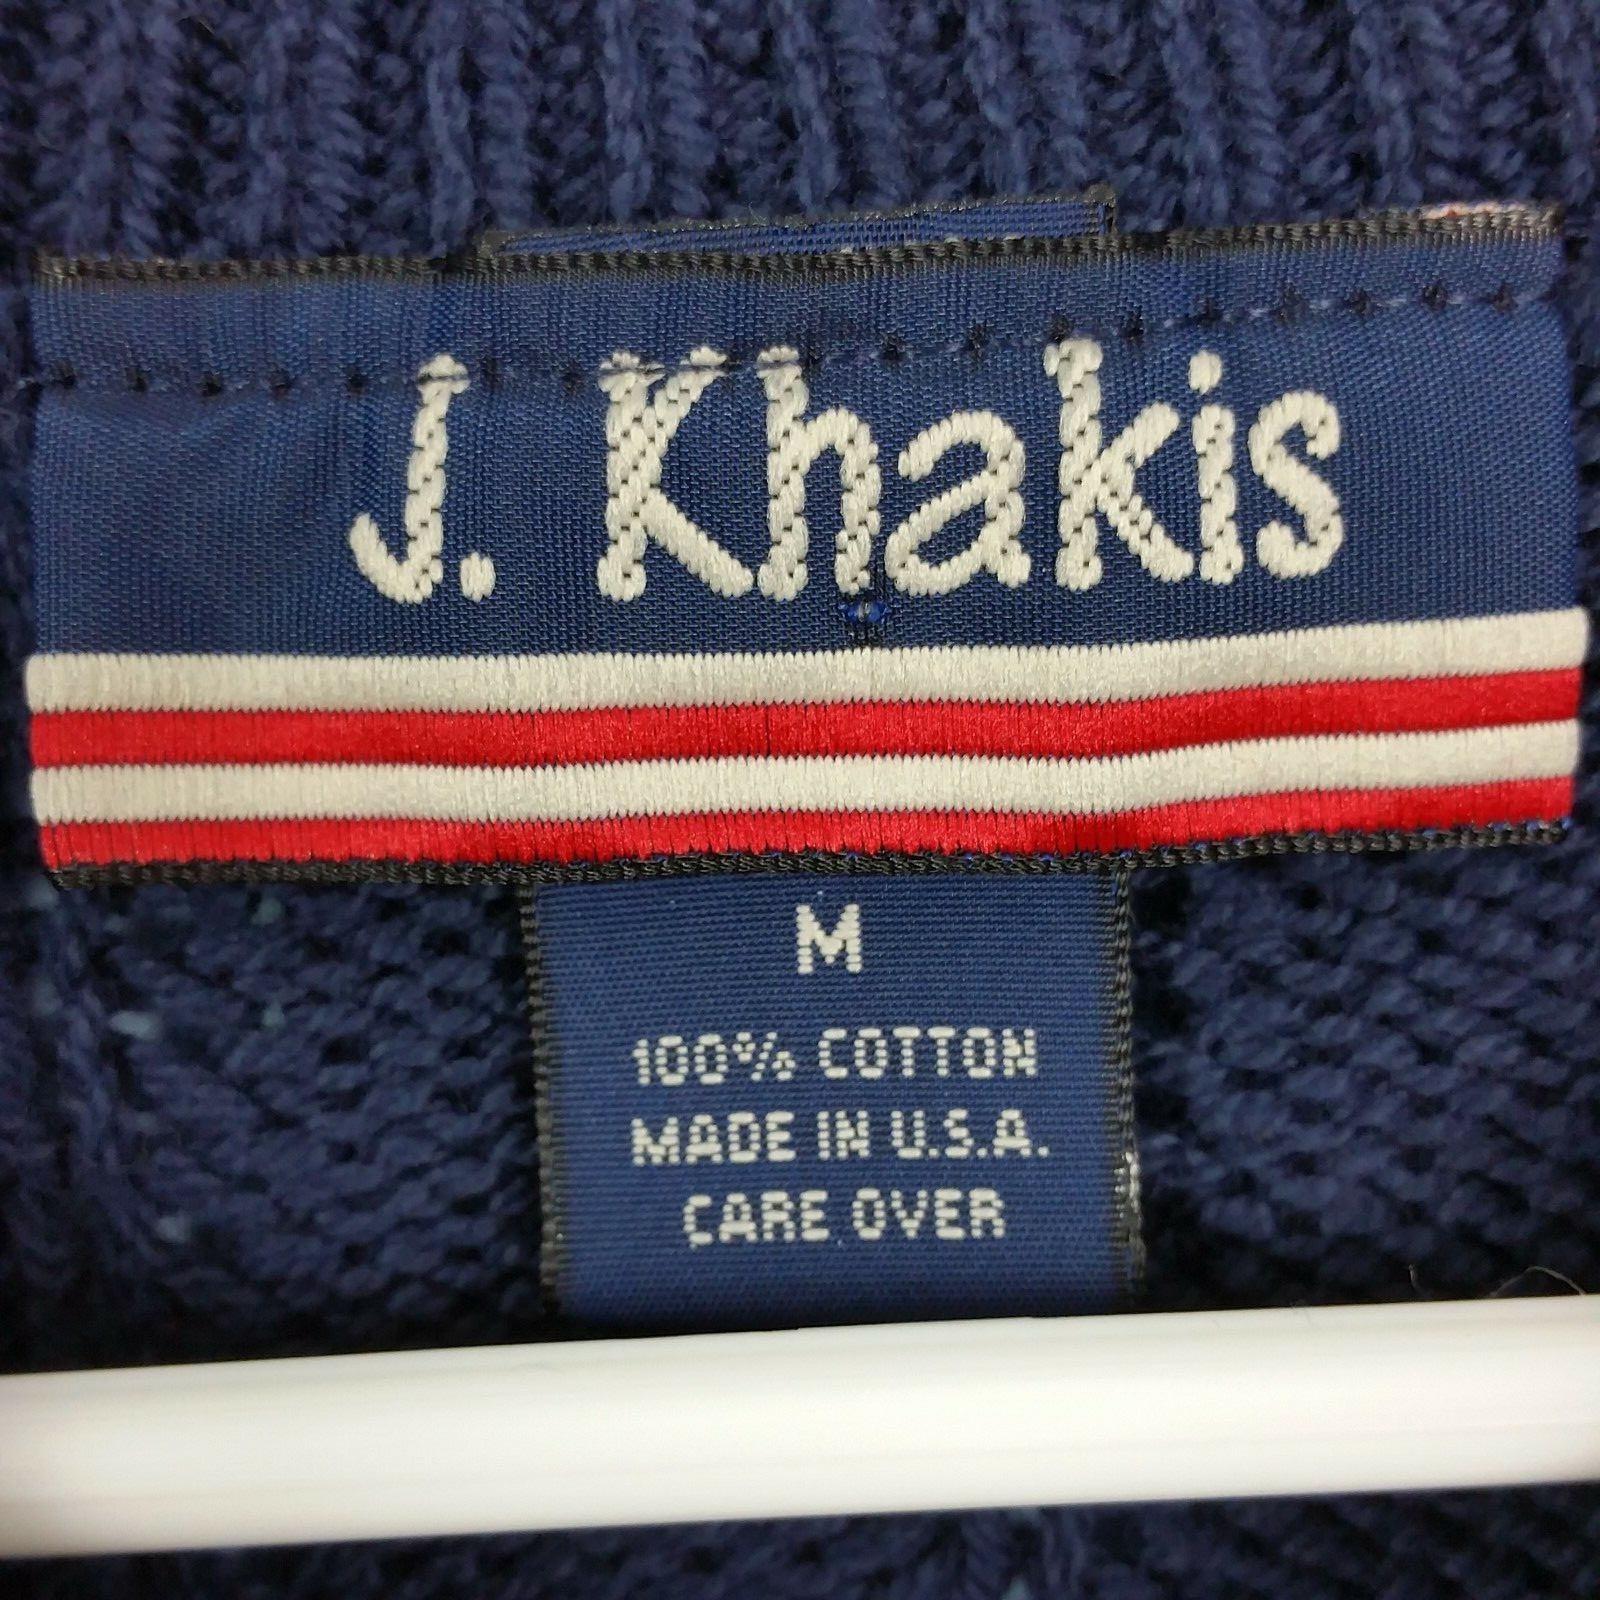 J. Khakis
M
100% COTTON
MADE IN U.S.A.
CARE OVER